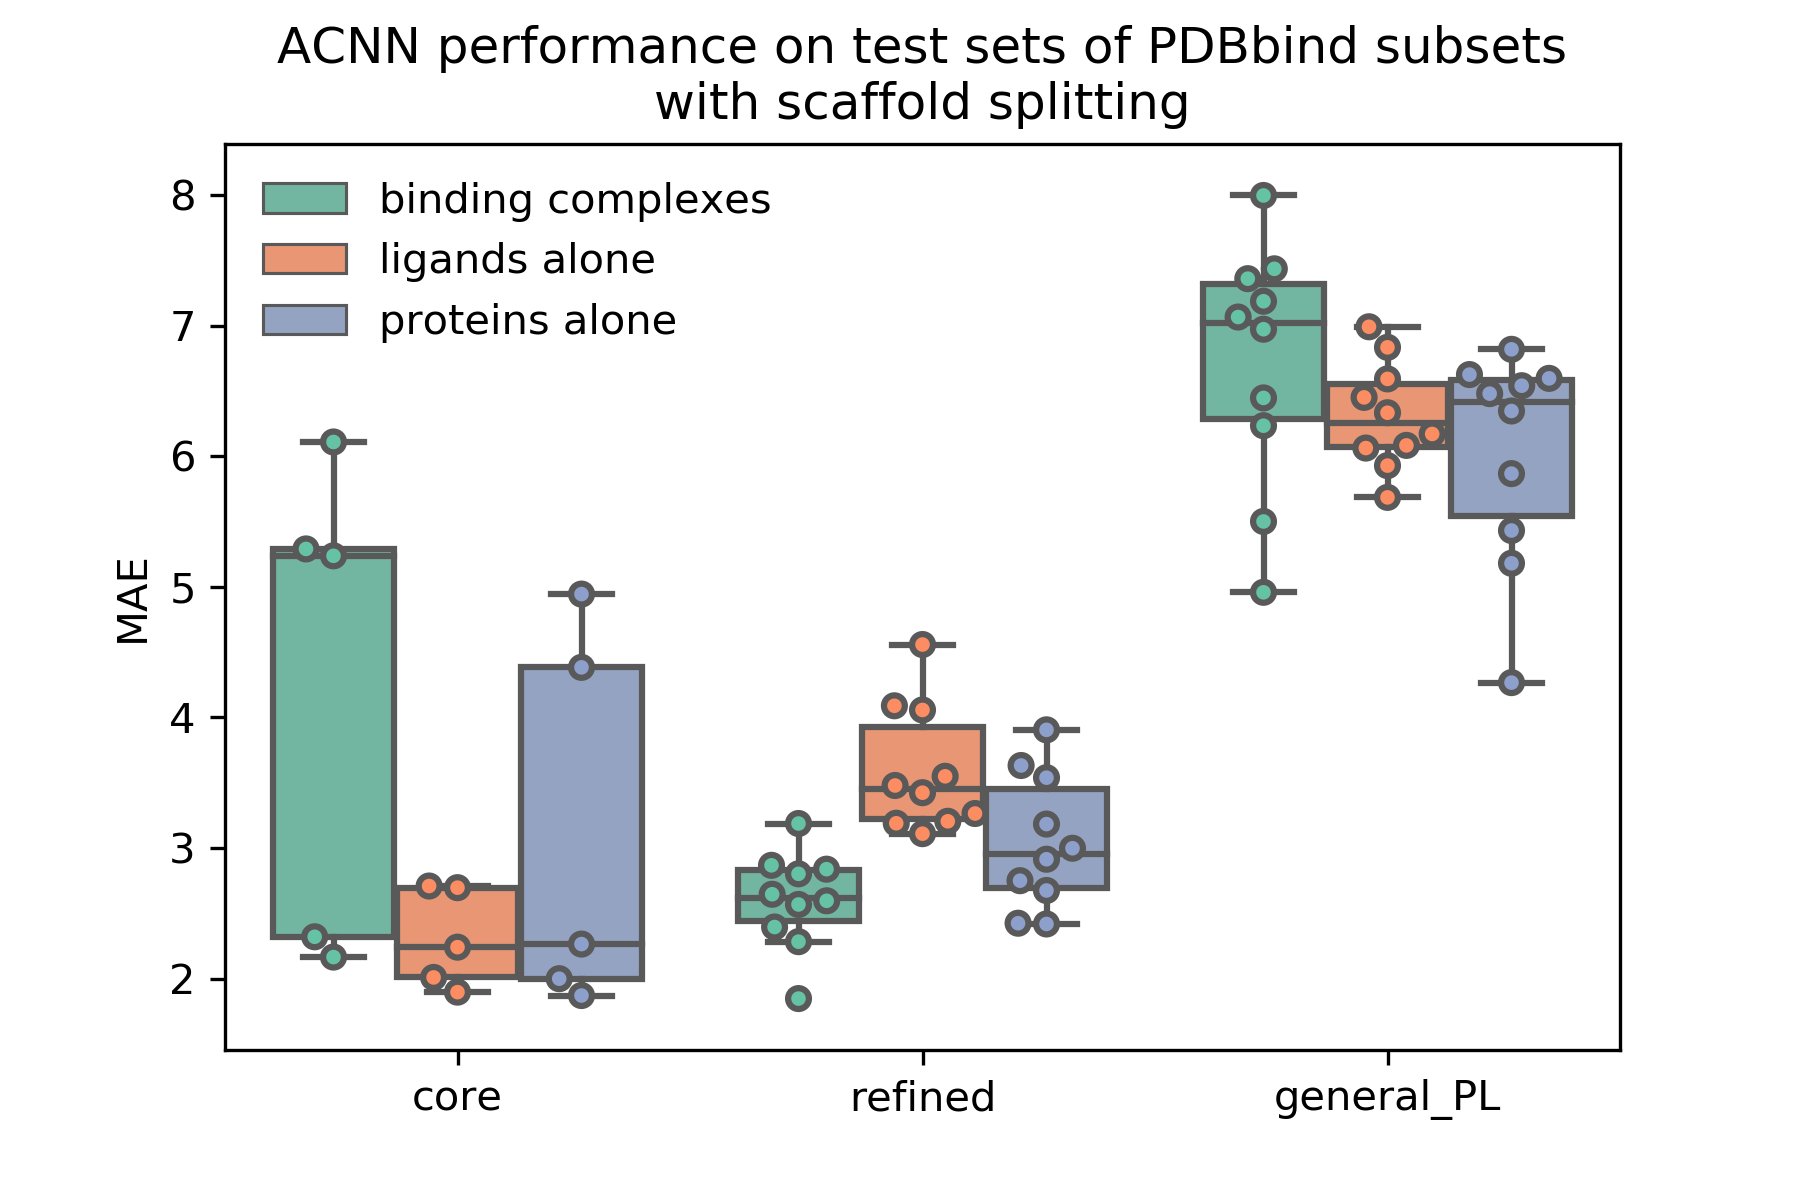 ACNN performance on test sets of PDBbind subsets
with scaffold splitting
binding complexes
ligands alone
proteins alone
MAE
8
7
6
5
4
3
2
core
refined
general_PL